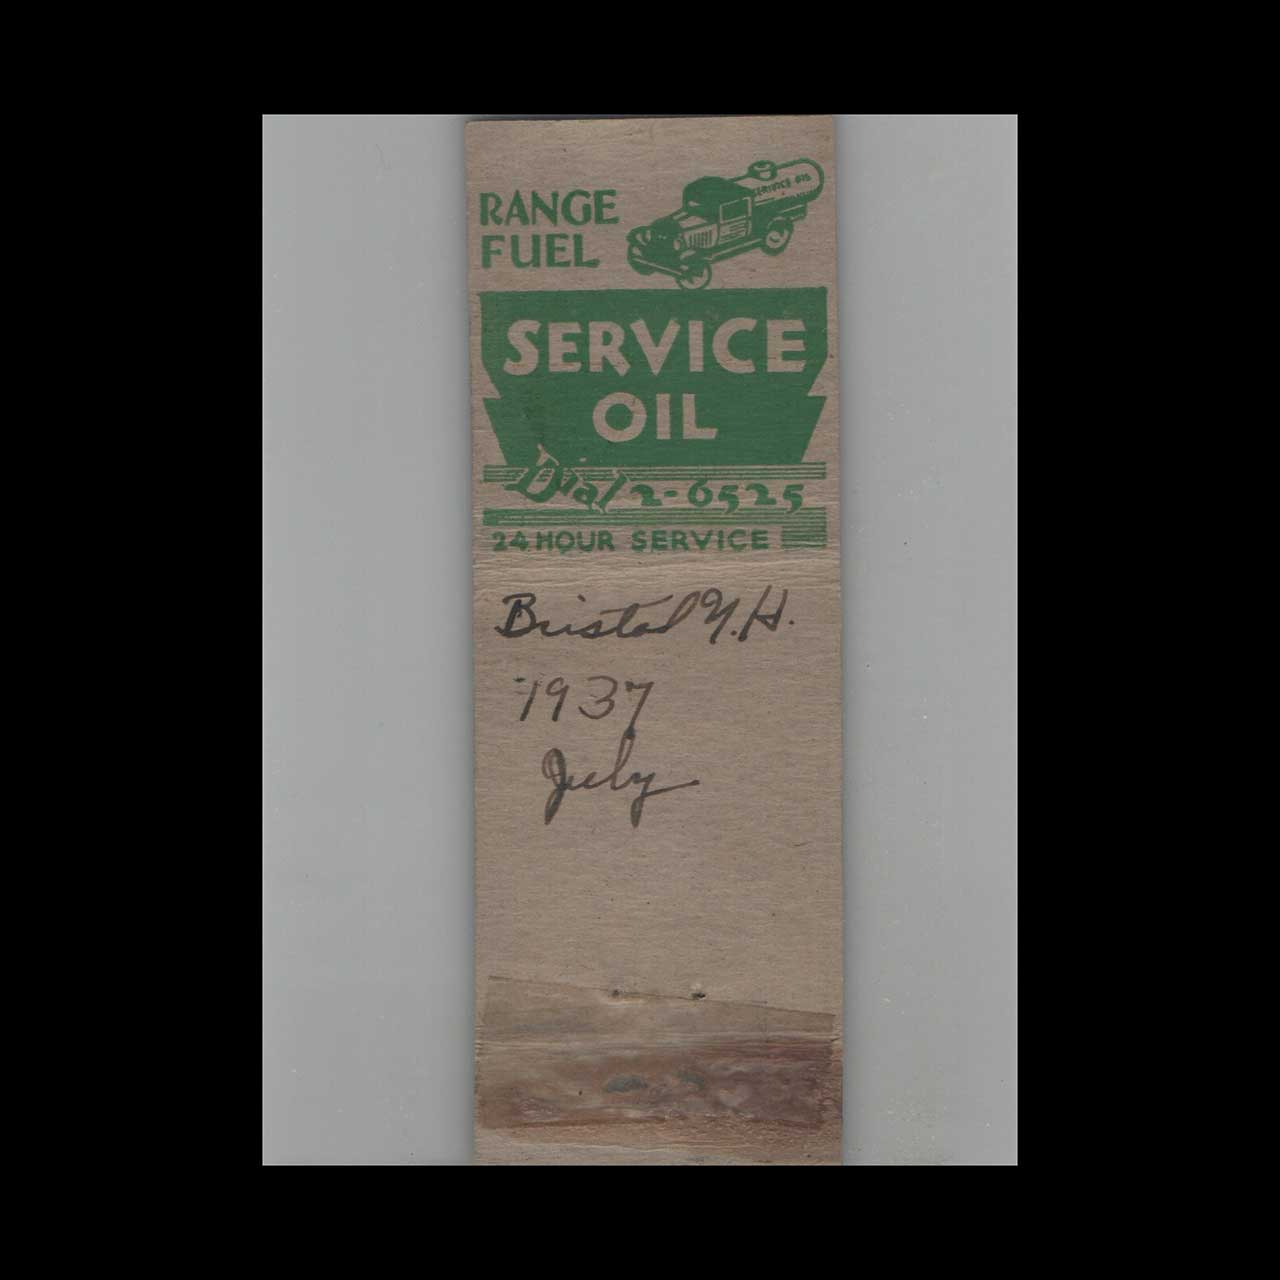 RANGE
FUEL
SERVICE OIL
SERVICE
OIL
Dial 2-6525
24 HOUR SERVICE
Bristol N.H.
1937
July